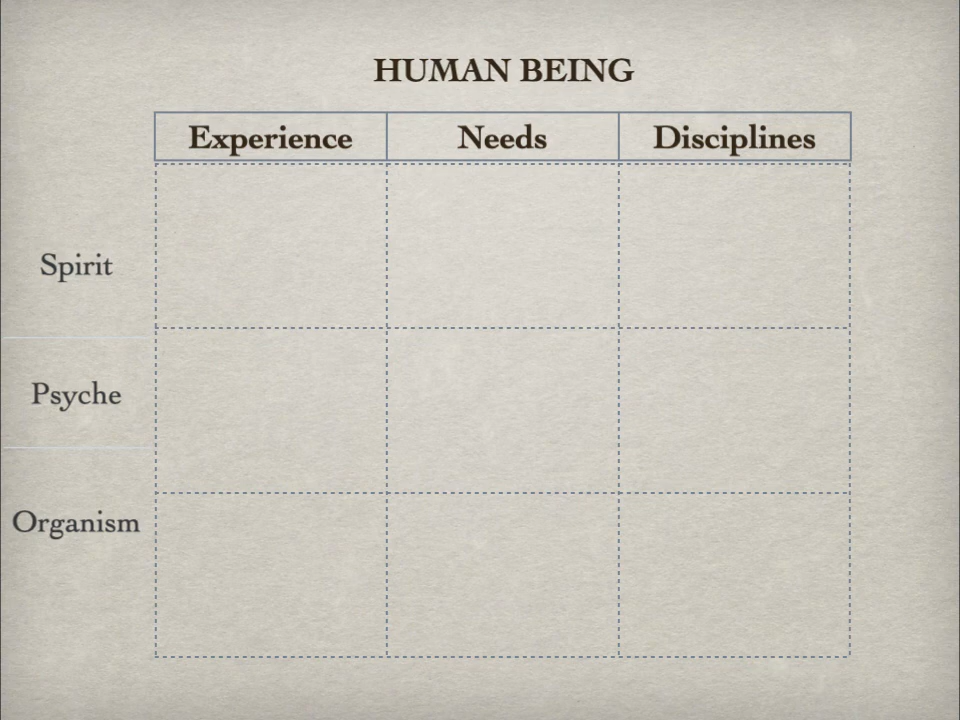 HUMAN BEING
Experience Needs Disciplines
Spirit
Psyche
Organism